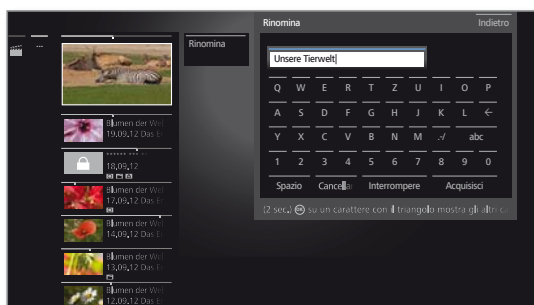 Rinomina Indietro
Rinomina
Unsere Tierwelt
Q W E R T Z U I O P
A S D F G H J K L ←
Y X C V B N M .-/ abc
1 2 3 4 5 6 7 8 9 0
Spazio Cancellai Interrompere Acquisisci
(2 sec.) OK su un carattere con il triangolo mostra gli altri ca
---
Blumen der Wel
19.09.12 Das E
****** *** **
18.09.12
Blumen der Wel
17.09.12 Das E
Blumen der Wel
14.09.12 Das E
Blumen der Wel
13.09.12 Das E
Blumen der Wel
12.09.12 Das E